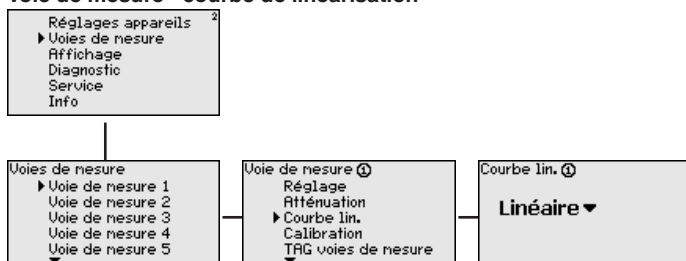 Voie de mesure - courbe de linéarisation
Réglages appareils 2
Voies de mesure
Affichage
Diagnostic
Service
Info
Voies de mesure
Voie de mesure 1
Voie de mesure 2
Voie de mesure 3
Voie de mesure 4
Voie de mesure 5
Voie de mesure ①
Réglage
Atténuation
Courbe lin.
Calibration
TAG voies de mesure
Courbe lin. ①
Linéaire